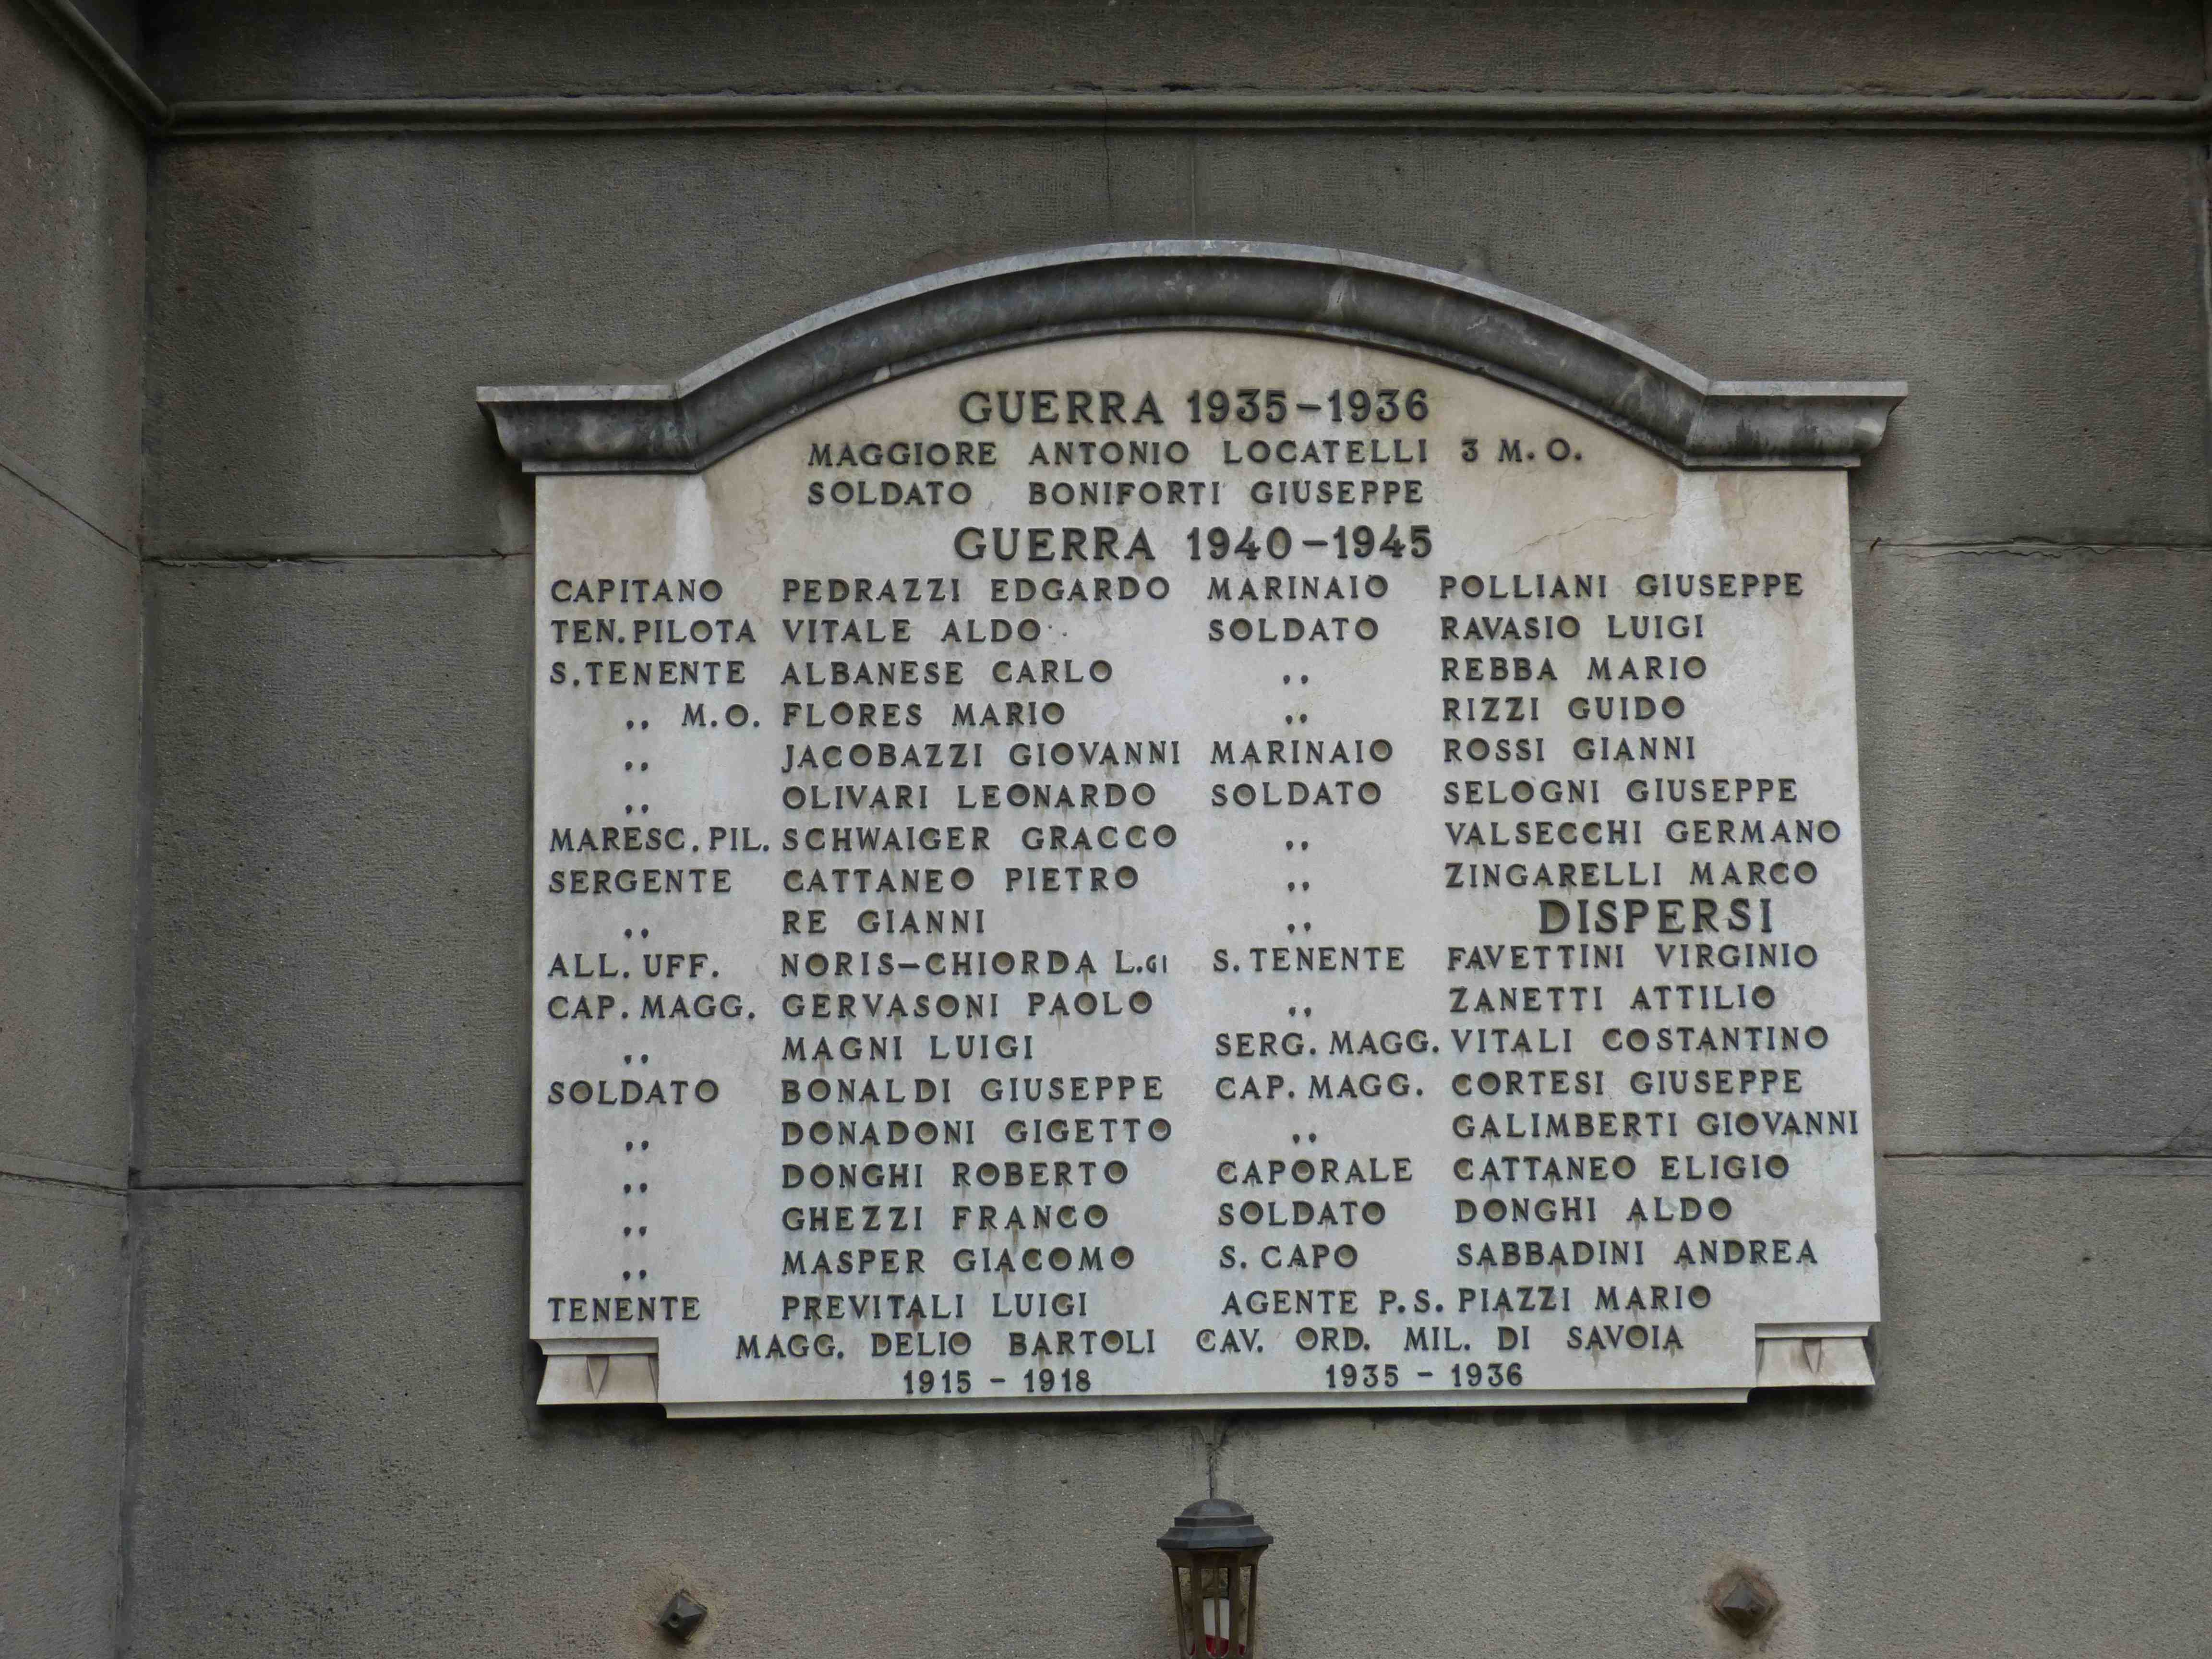 GUERRA 1935-1936
MAGGIORE ANTONIO LOCATELLI 3 M.O.
SOLDATO BONIFORTI GIUSEPPE
GUERRA 1940-1945
CAPITANO PEDRAZZI EDGARDO MARINAIO POLLIANI GIUSEPPE
TEN.PILOTA VITALE ALDO SOLDATO RAVASIO LUIGI
S.TENENTE ALBANESE CARLO ,, REBBA MARIO
,, M.O. FLORES MARIO ,, RIZZI GUIDO
,, JACOBAZZI GIOVANNI MARINAIO ROSSI GIANNI
,, OLIVARI LEONARDO SOLDATO SELOGNI GIUSEPPE
MARESC.PIL. SCHWAIGER GRACCO ,, VALSECCHI GERMANO
SERGENTE CATTANEO PIETRO ,, ZINGARELLI MARCO
,, RE GIANNI ,, DISPERSI
ALL. UFF. NORIS-CHIORDA L.GI S.TENENTE FAVETTINI VIRGINIO
CAP. MAGG. GERVASONI PAOLO ,, ZANETTI ATTILIO
,, MAGNI LUIGI SERG. MAGG. VITALI COSTANTINO
SOLDATO BONALDI GIUSEPPE CAP. MAGG. CORTESI GIUSEPPE
,, DONADONI GIGETTO ,, GALIMBERTI GIOVANNI
,, DONGHI ROBERTO CAPORALE CATTANEO ELIGIO
,, GHEZZI FRANCO SOLDATO DONGHI ALDO
,, MASPER GIACOMO S. CAPO SABBADINI ANDREA
TENENTE PREVITALI LUIGI AGENTE P.S. PIAZZI MARIO
MAGG. DELIO BARTOLI CAV. ORD. MIL. DI SAVOIA
1915 - 1918 1935 - 1936